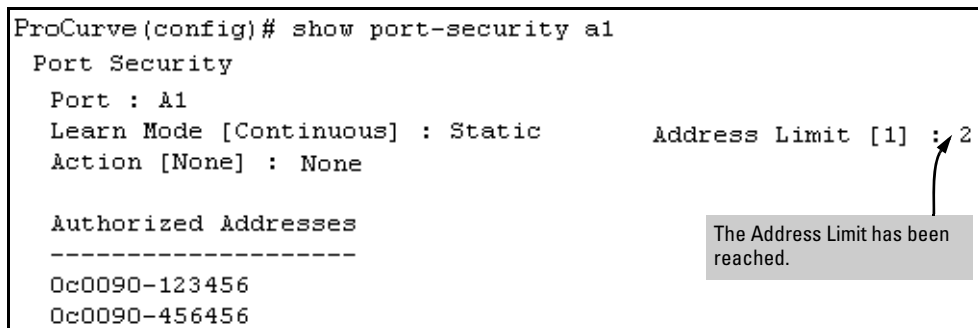 ProCurve(config)# show port-security a1
Port Security
Port : A1
Learn Mode [Continuous] : Static Address Limit [1] : 2
Action [None] : None
Authorized Addresses
--------------------
0c0090-123456
0c0090-456456
The Address Limit has been
reached.